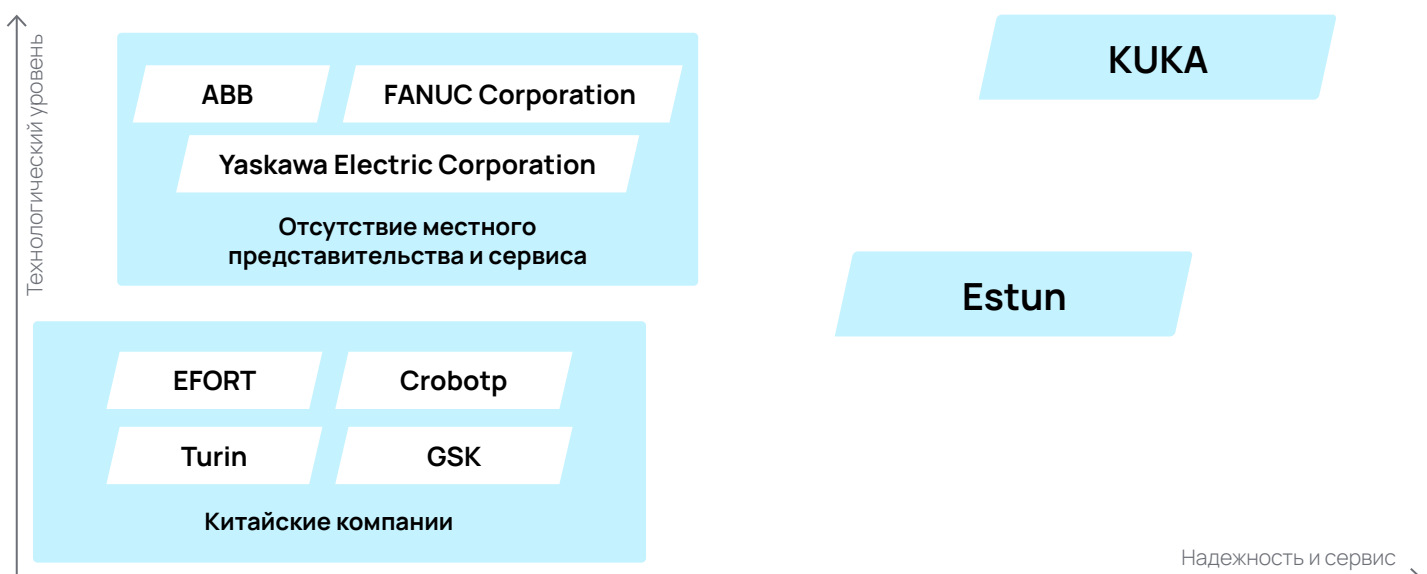 Технологический уровень
ABB
FANUC Corporation
Yaskawa Electric Corporation
Отсутствие местного
представительства и сервиса
KUKA
Estun
EFORT
Crobotp
Turin
GSK
Китайские компании
Надежность и сервис